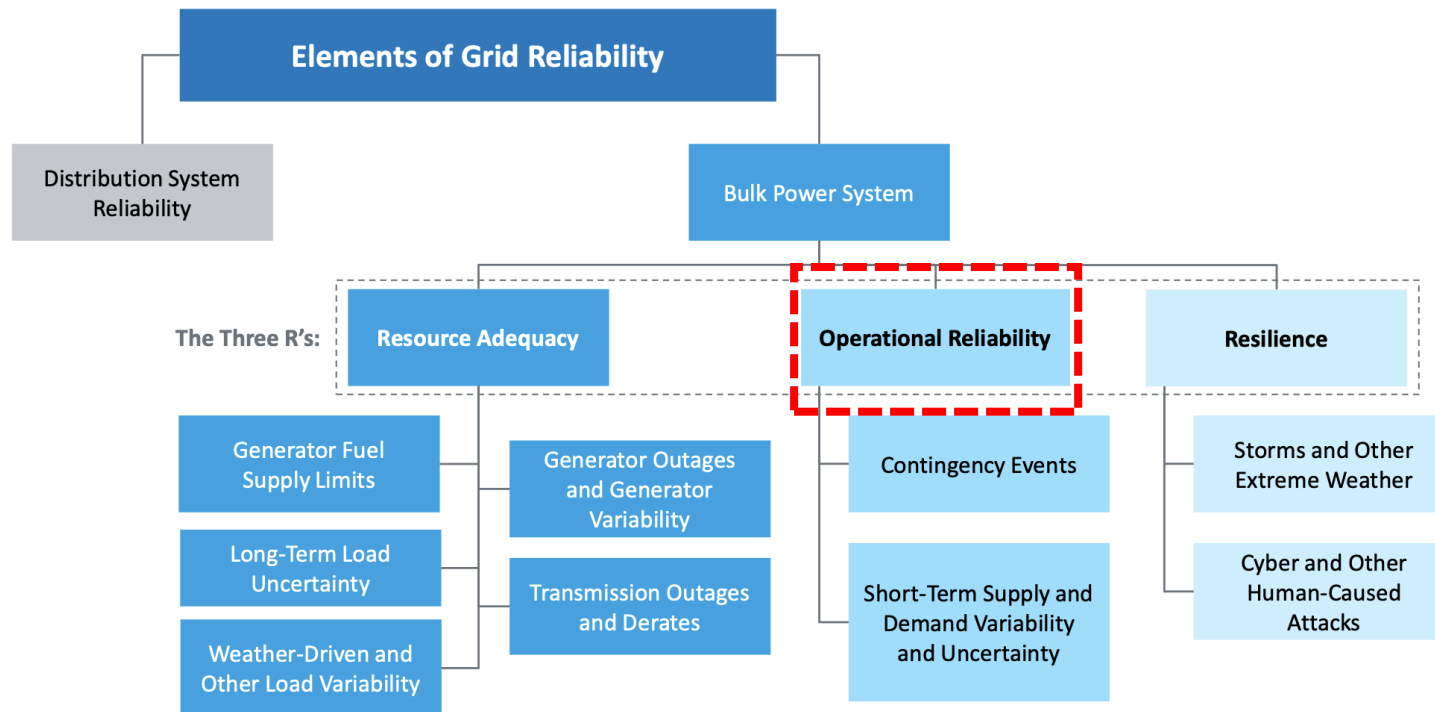 Elements of Grid Reliability
Distribution System
Reliability
Bulk Power System
The Three R's:
Resource Adequacy
Operational Reliability
Resilience
Generator Fuel
Supply Limits
Long-Term Load
Uncertainty
Weather-Driven and
Other Load Variability
Generator Outages
and Generator
Variability
Transmission Outages
and Derates
Contingency Events
Short-Term Supply and
Demand Variability
and Uncertainty
Storms and Other
Extreme Weather
Cyber and Other
Human-Caused
Attacks